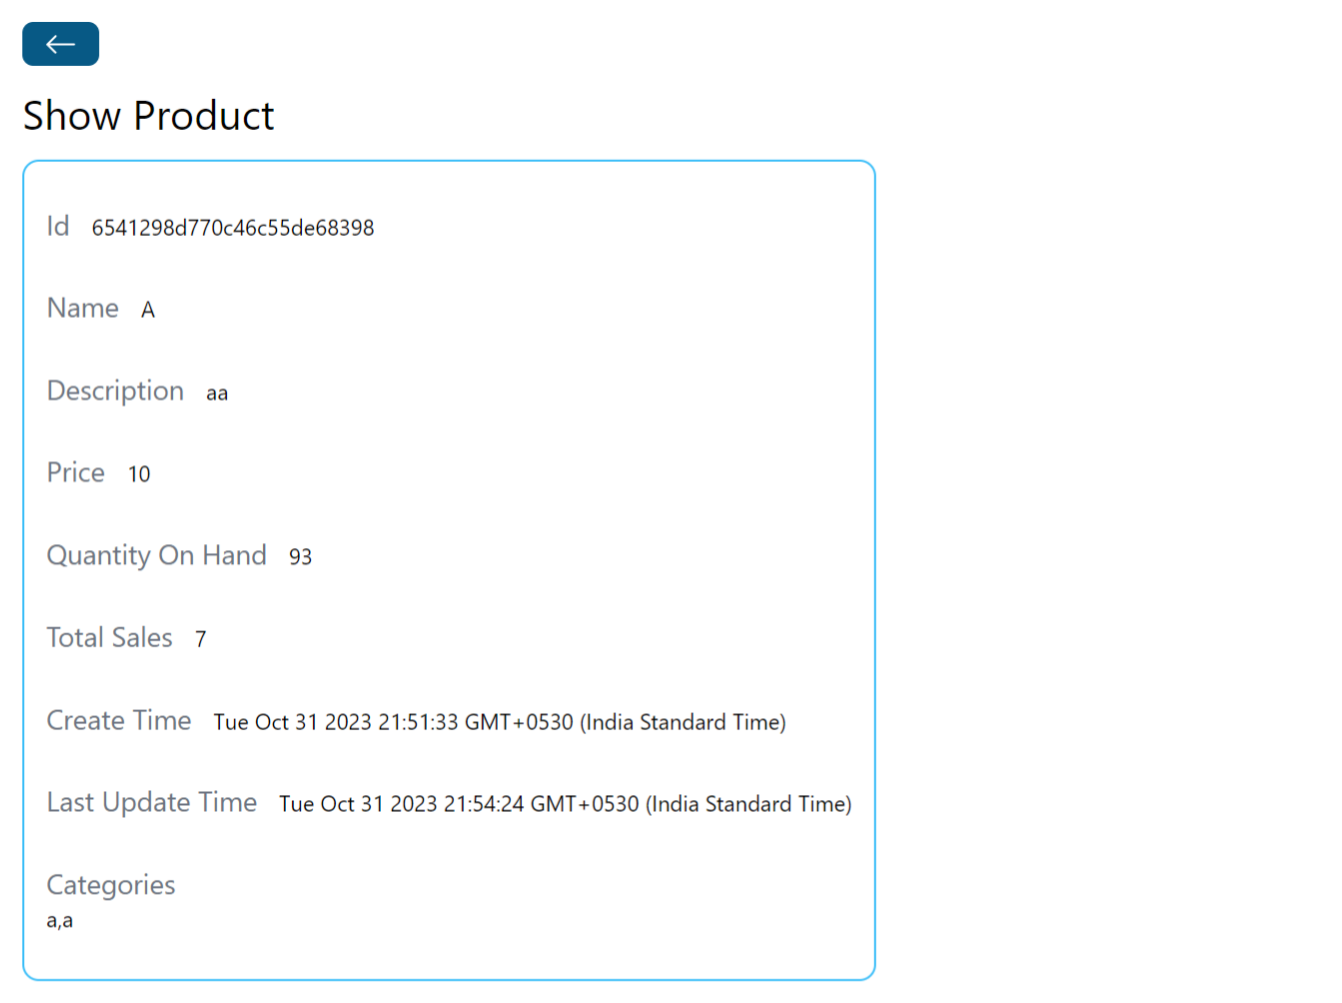 Show Product
Id 6541298d770c46c55de68398
Name A
Description aa
Price 10
Quantity On Hand 93
Total Sales 7
Create Time Tue Oct 31 2023 21:51:33 GMT+0530 (India Standard Time)
Last Update Time Tue Oct 31 2023 21:54:24 GMT+0530 (India Standard Time)
Categories
a,a